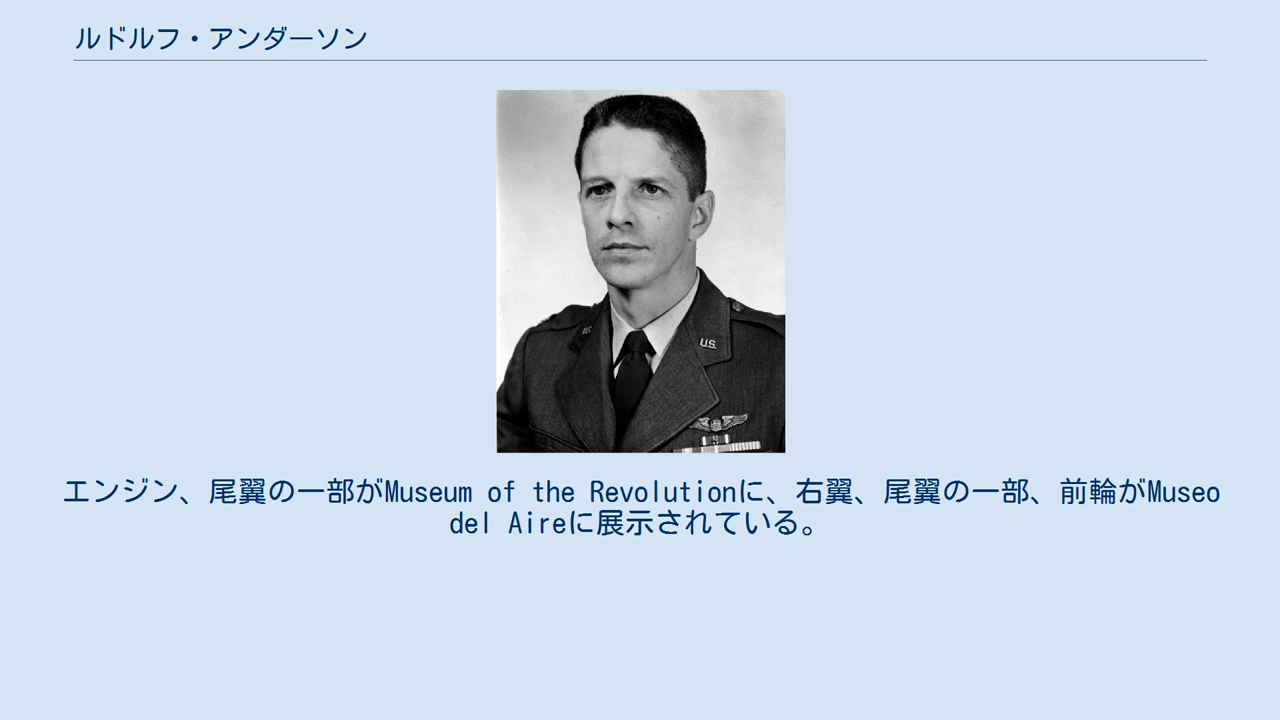 ルドルフ・アンダーソン
U.S.
エンジン、尾翼の一部がMuseum of the Revolutionに、右翼、尾翼の一部、前輪がMuseo
del Aireに展示されている。